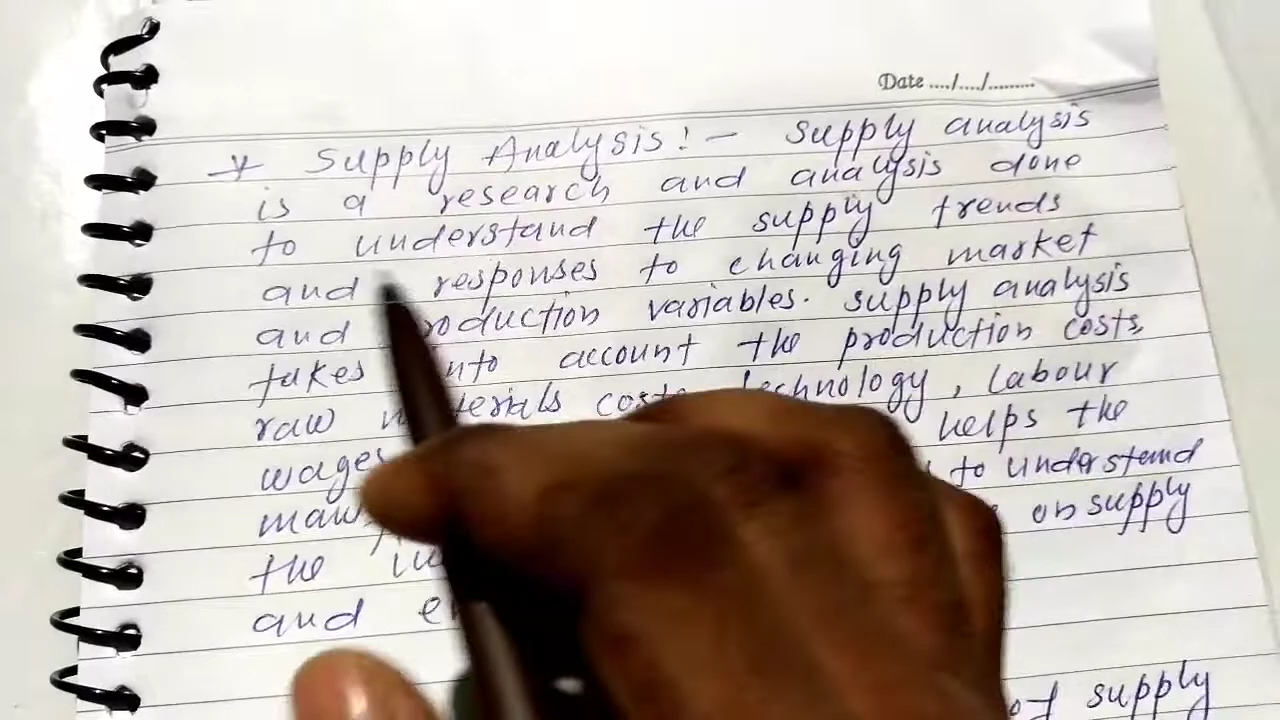 Date ..../..../.........
* Supply Analysis:- supply analysis
is a research and analysis done
to understand the supply trends
and responses to changing market
and production variables. supply analysis
takes into account the production costs,
raw materials costs, technology, labour
wages helps the
to understand
the on supply
and
of supply